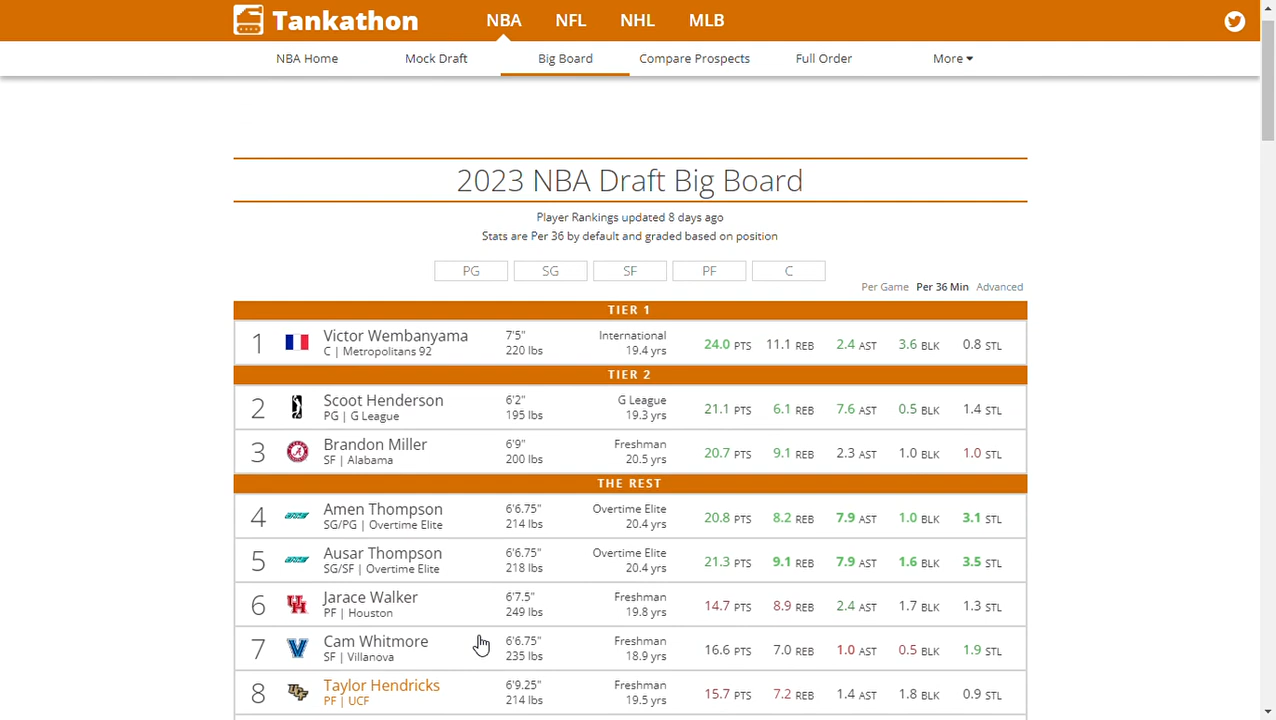 Tankathon
NBA NFL NHL MLB
NBA Home Mock Draft Big Board Compare Prospects Full Order More
2023 NBA Draft Big Board
Player Rankings updated 8 days ago
Stats are Per 36 by default and graded based on position
PG SG SF PF C
Per Game Per 36 Min Advanced
TIER 1
1 Victor Wembanyama 7'5" International 24.0 PTS 11.1 REB 2.4 AST 3.6 BLK 0.8 STL
C | Metropolitans 92 220 lbs 19.4 yrs
TIER 2
2 Scoot Henderson 6'2" G League 21.1 PTS 6.1 REB 7.6 AST 0.5 BLK 1.4 STL
PG | G League 195 lbs 19.3 yrs
3 Brandon Miller 6'9" Freshman 20.7 PTS 9.1 REB 2.3 AST 1.0 BLK 1.0 STL
SF | Alabama 200 lbs 20.5 yrs
THE REST
4 Amen Thompson 6'6.75" Overtime Elite 20.8 PTS 8.2 REB 7.9 AST 1.0 BLK 3.1 STL
SG/PG | Overtime Elite 214 lbs 20.4 yrs
5 Ausar Thompson 6'6.75" Overtime Elite 21.3 PTS 9.1 REB 7.9 AST 1.6 BLK 3.5 STL
SG/SF | Overtime Elite 218 lbs 20.4 yrs
6 Jarace Walker 6'7.5" Freshman 14.7 PTS 8.9 REB 2.4 AST 1.7 BLK 1.3 STL
PF | Houston 249 lbs 19.8 yrs
7 Cam Whitmore 6'6.75" Freshman 16.6 PTS 7.0 REB 1.0 AST 0.5 BLK 1.9 STL
SF | Villanova 235 lbs 18.9 yrs
8 UCF Taylor Hendricks 6'9.25" Freshman 15.7 PTS 7.2 REB 1.4 AST 1.8 BLK 0.9 STL
PF | UCF 214 lbs 19.5 yrs